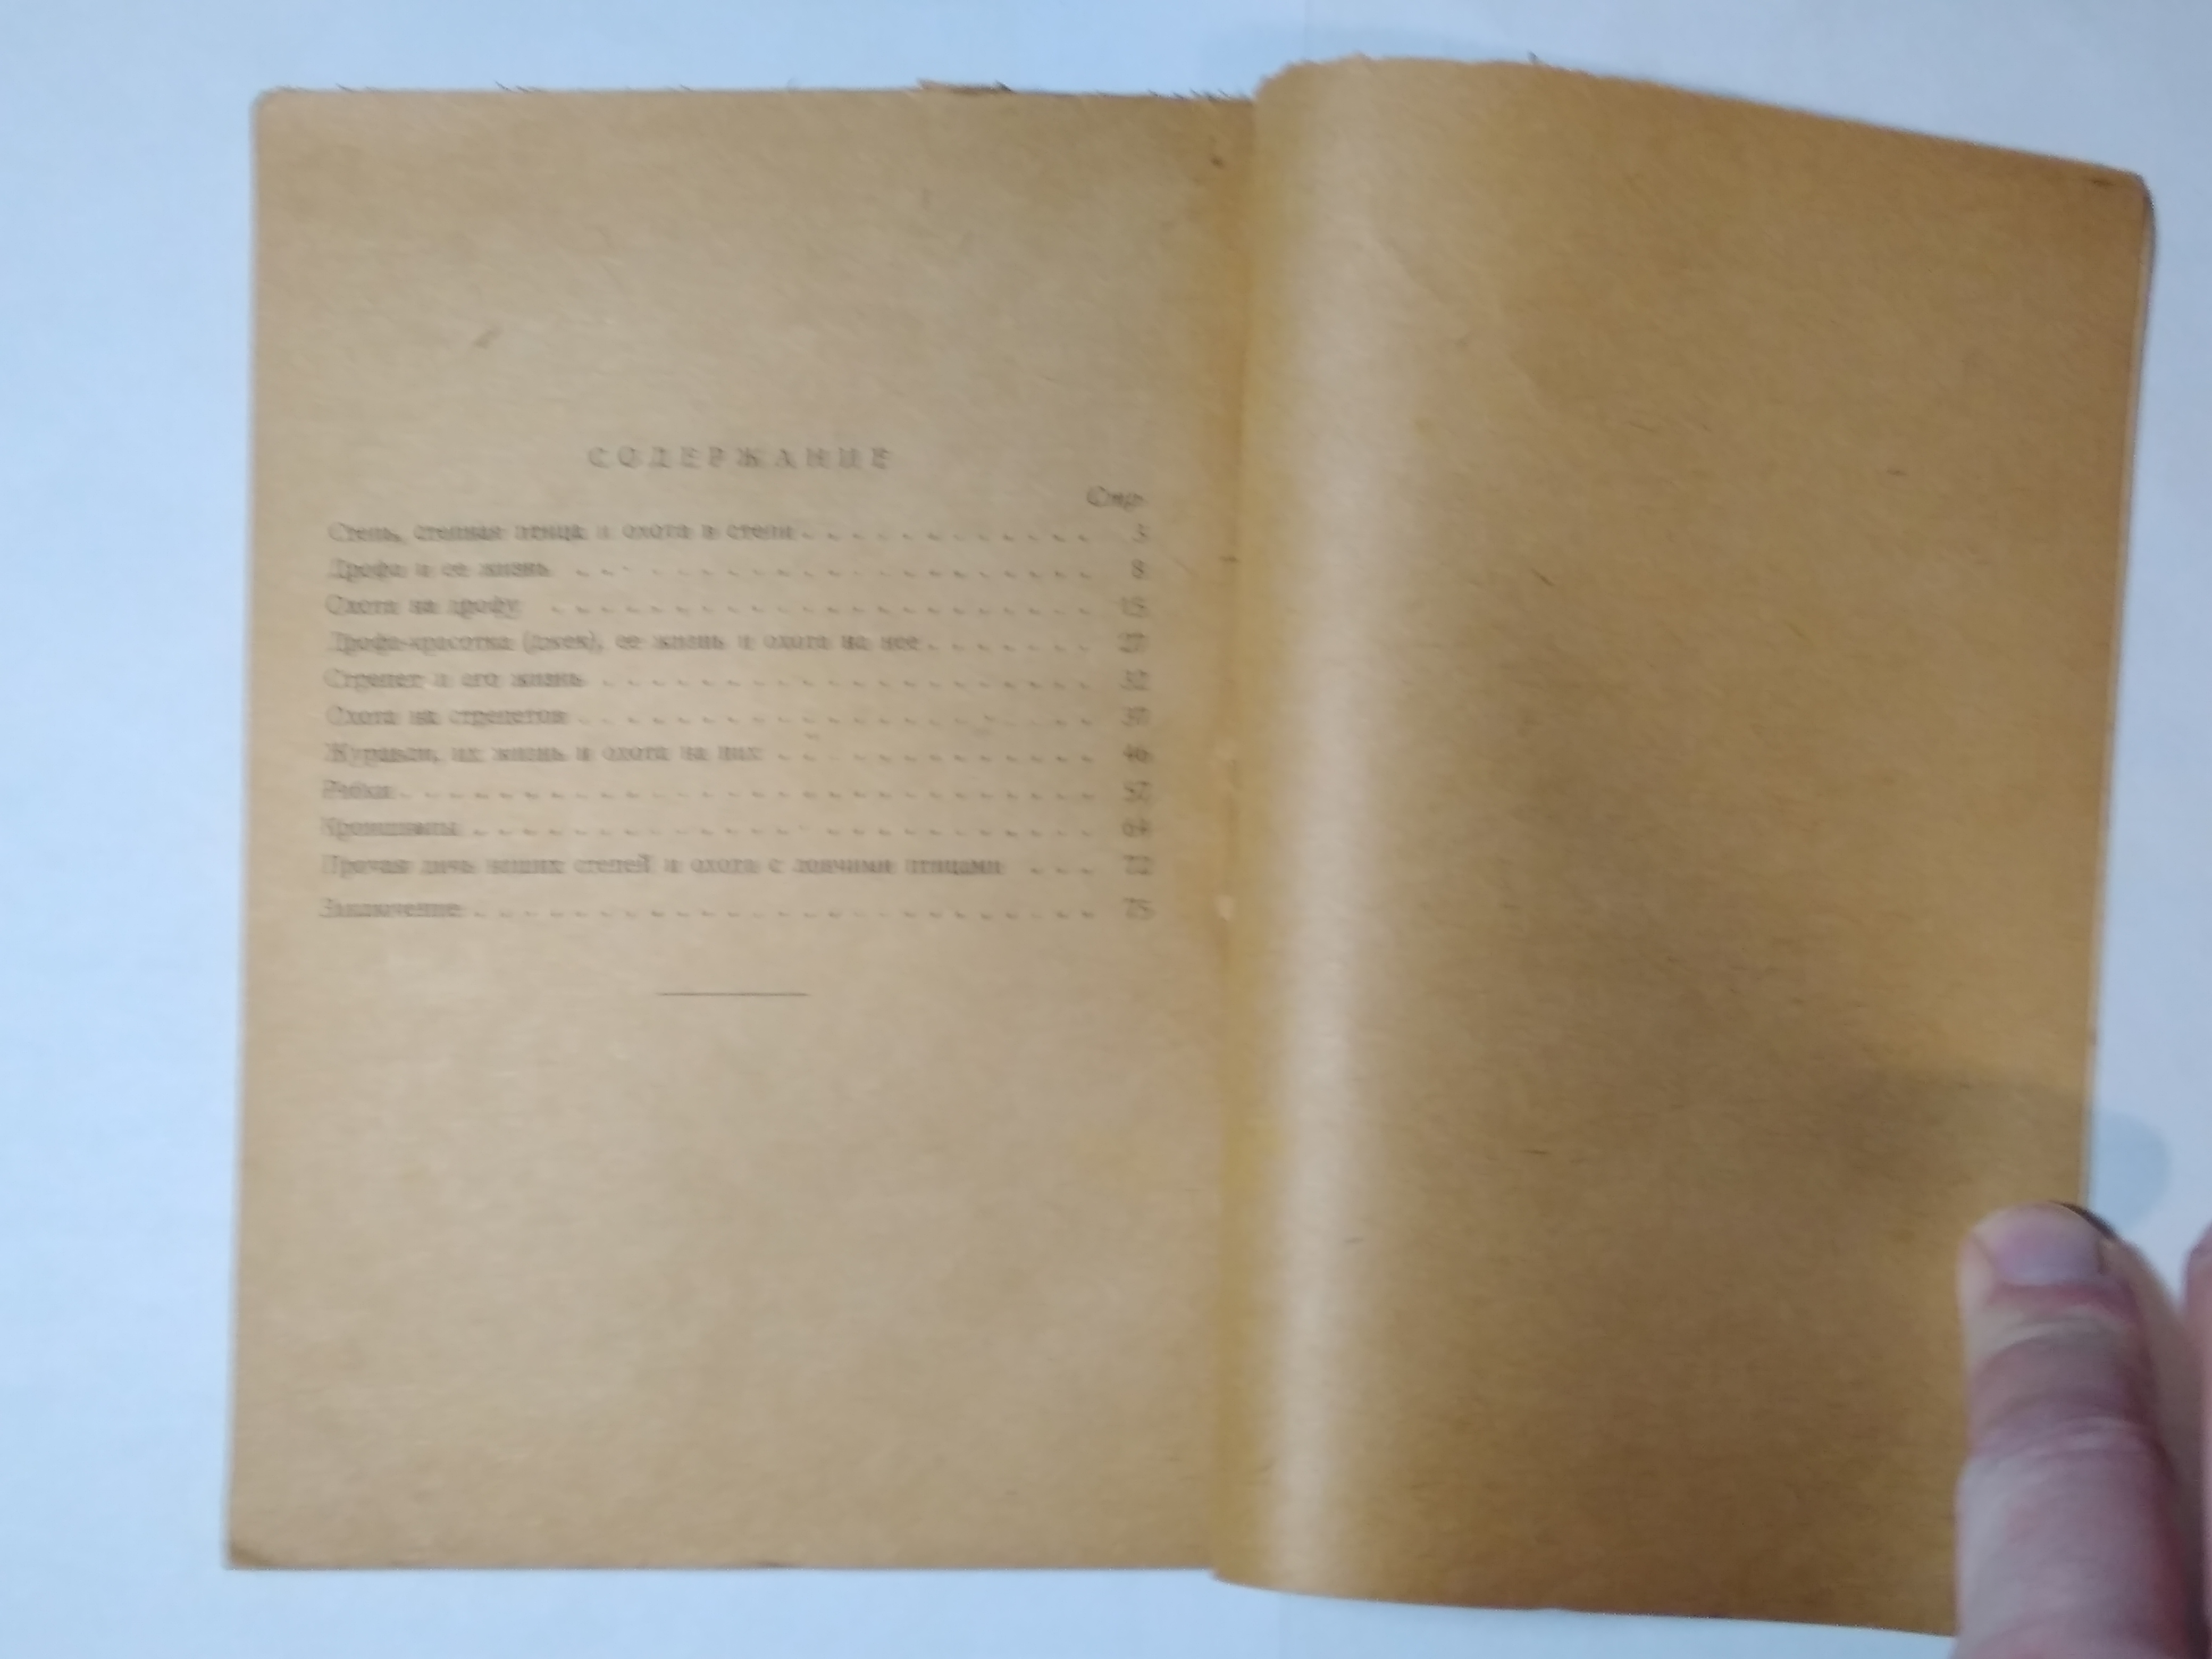 СОДЕРЖАНИЕ
Стр.
Степь, степная птица и охота в степи . . . . . . . . . . . . 3
Дрофа и ее жизнь . . . . . . . . . . . . . . . . . . . . 8
Охота на дрофу . . . . . . . . . . . . . . . . . . . . . 15
Дрофа-красотка (джек), ее жизнь и охота на нее . . . . . . . 27
Стрепет и его жизнь . . . . . . . . . . . . . . . . . . . 32
Охота на стрепетов . . . . . . . . . . . . . . . . . . . . 37
Журавли, их жизнь и охота на них . . . . . . . . . . . . . 46
Рябки . . . . . . . . . . . . . . . . . . . . . . . . . . 57
Кроншнепы . . . . . . . . . . . . . . . . . . . . . . . . 64
Прочая дичь наших степей и охота с ловчими птицами . . . 72
Заключение . . . . . . . . . . . . . . . . . . . . . . . . 75